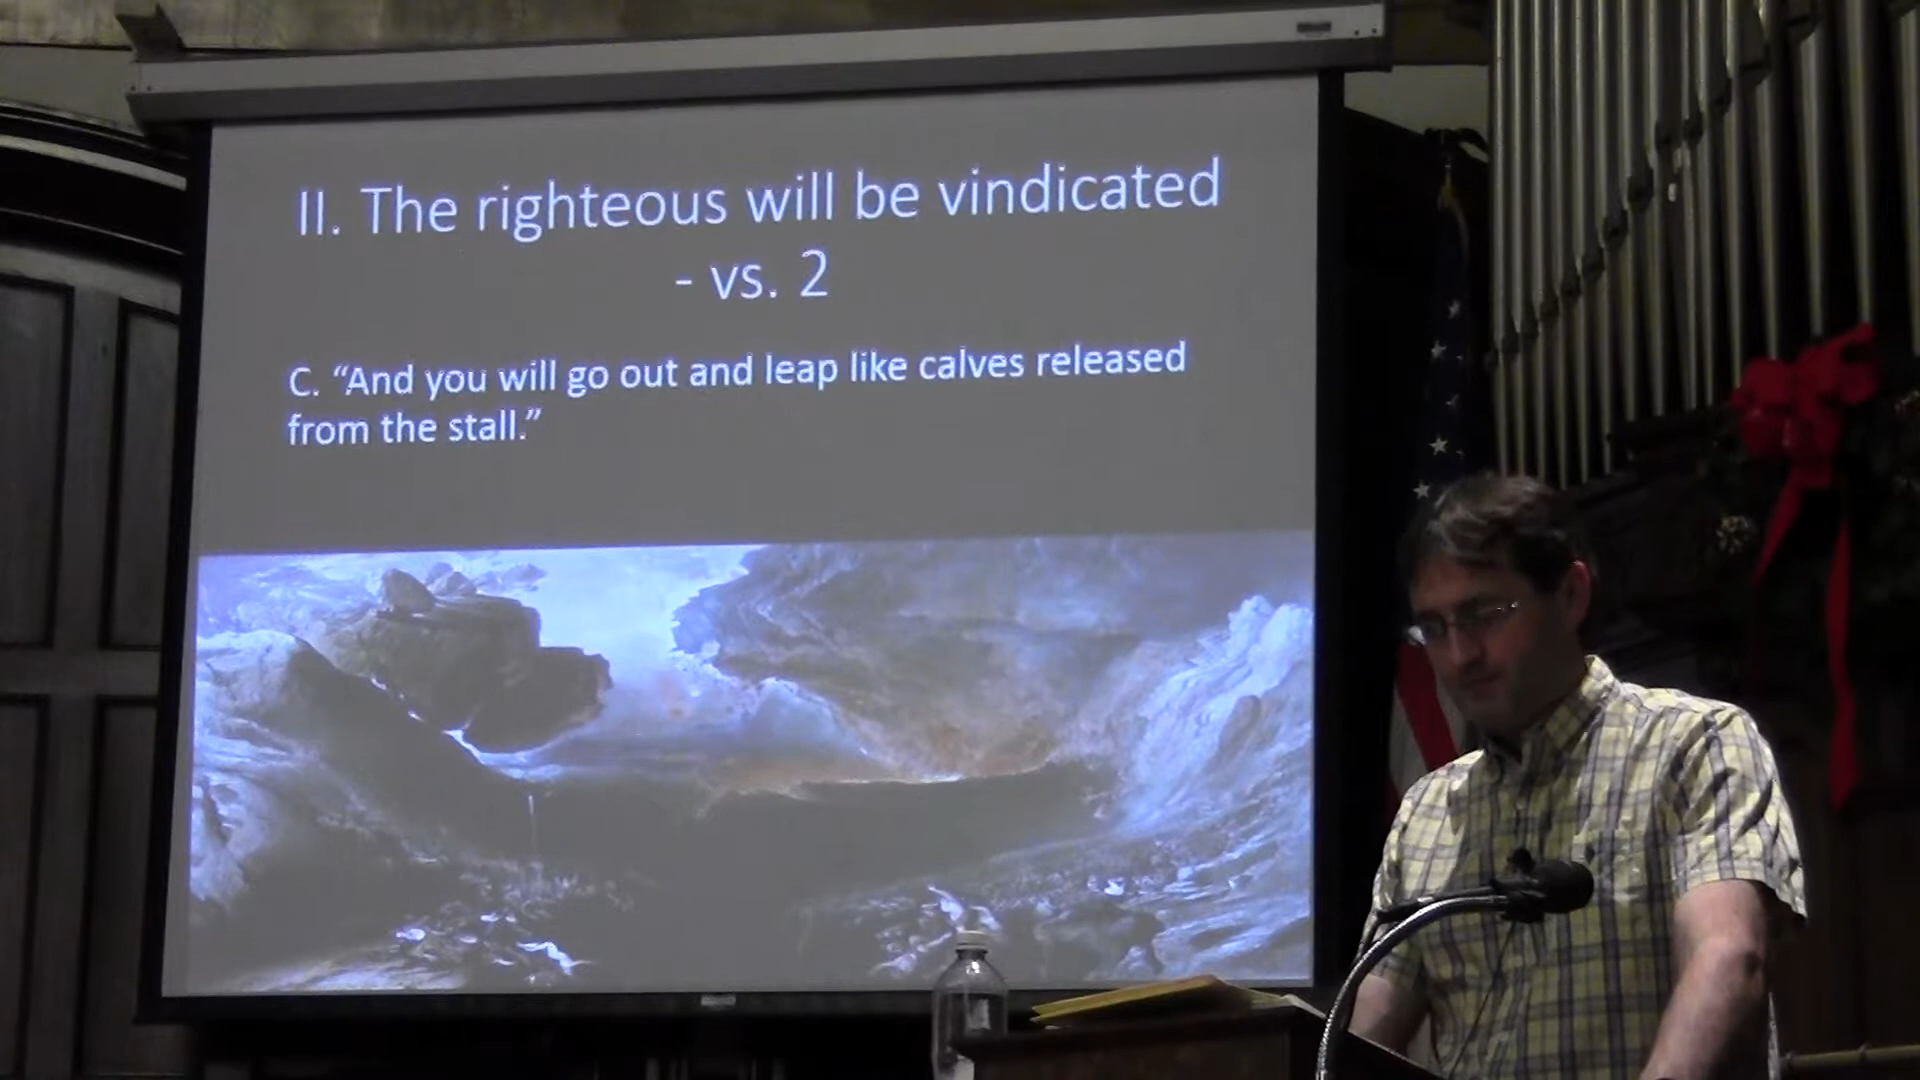 II. The righteous will be vindicated
- vs. 2
C. “And you will go out and leap like calves released
from the stall.”